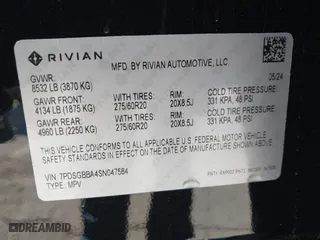 RIVIAN
MFD. BY RIVIAN AUTOMOTIVE, LLC.
05/24
GVWR:
8532 LB (3870 KG)
GAWR FRONT
4134 LB (1875 KG)
WITH TIRES:
275/60R20
RIM:
20X8.5J
COLD TIRE PRESSURE:
331 KPA, 48 PSI
GAWR REAR:
4960 LB (2250 KG)
WITH TIRES:
275/60R20
RIM:
20X8.5J
COLD TIRE PRESSURE:
331 KPA, 48 PSI
THIS VEHICLE CONFORMS TO ALL APPLICABLE U.S. FEDERAL MOTOR VEHICLE
SAFETY AND THEFT PREVENTION STANDARDS IN EFFECT ON THE DATE OF
MANUFACTURE SHOWN ABOVE.
VIN 7PDSGBBA4SN047584
TYPE: MPV
DREAMBID